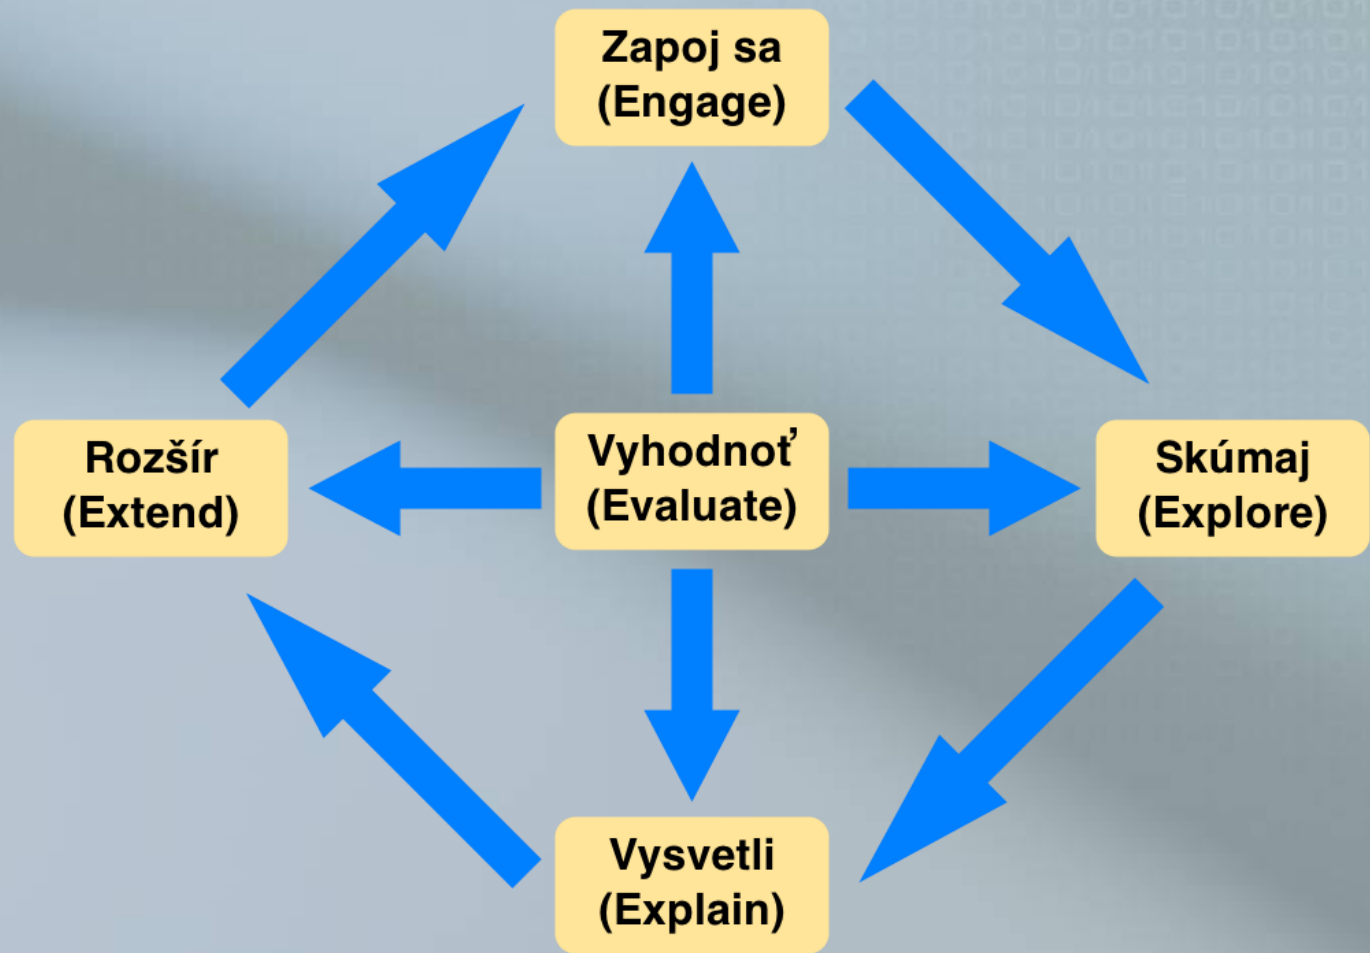 Zapoj sa
(Engage)
Rozšír
(Extend)
Vyhodnoť
(Evaluate)
Skúmaj
(Explore)
Vysvetli
(Explain)